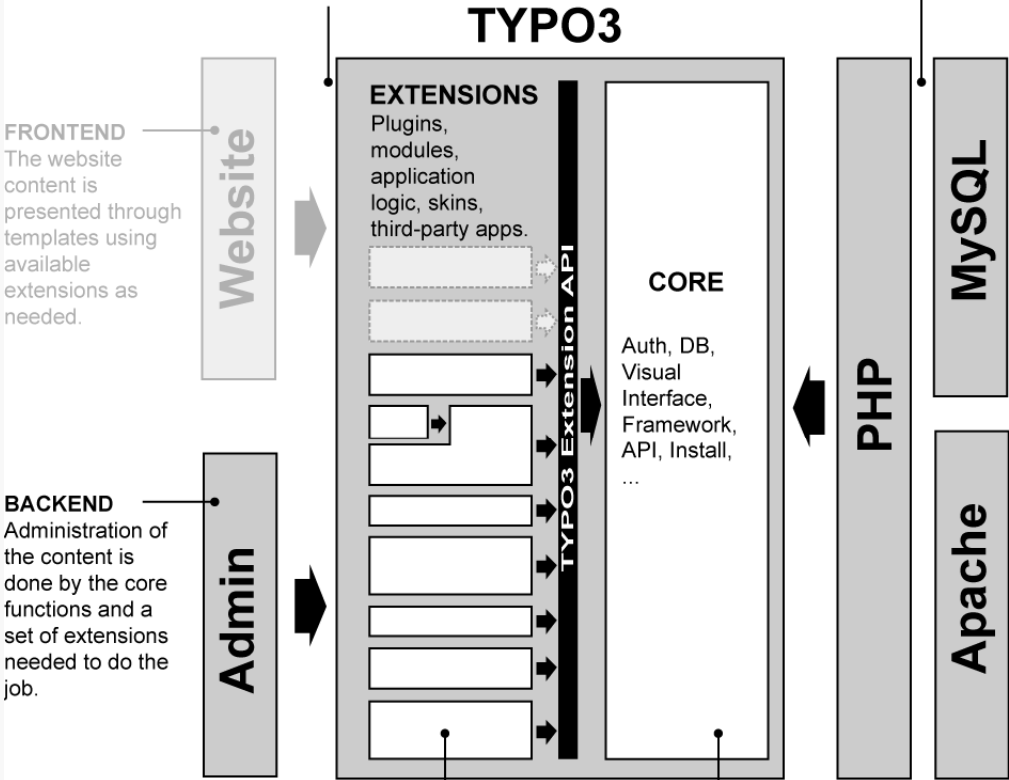 TYPO3
FRONTEND
The website
content is
presented through
templates using
available
extensions as
needed.
Website
BACKEND
Administration of
the content is
done by the core
functions and a
set of extensions
needed to do the
job.
Admin
EXTENSIONS
Plugins,
modules,
application
logic, skins,
third-party apps.
TYPO3 Extension API
CORE
Auth, DB,
Visual
Interface,
Framework,
API, Install,
...
PHP
MySQL
Apache